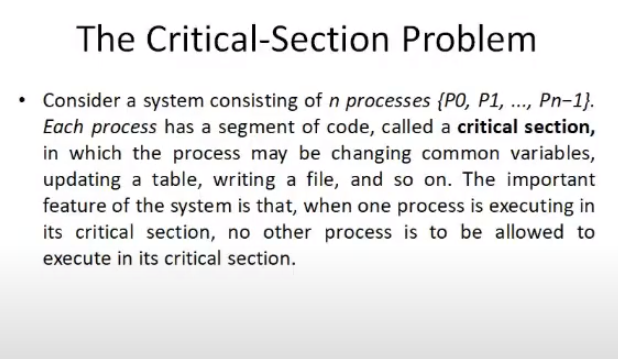 The Critical-Section Problem
• Consider a system consisting of n processes {P0, P1, ..., Pn−1}.
Each process has a segment of code, called a critical section,
in which the process may be changing common variables,
updating a table, writing a file, and so on. The important
feature of the system is that, when one process is executing in
its critical section, no other process is to be allowed to
execute in its critical section.